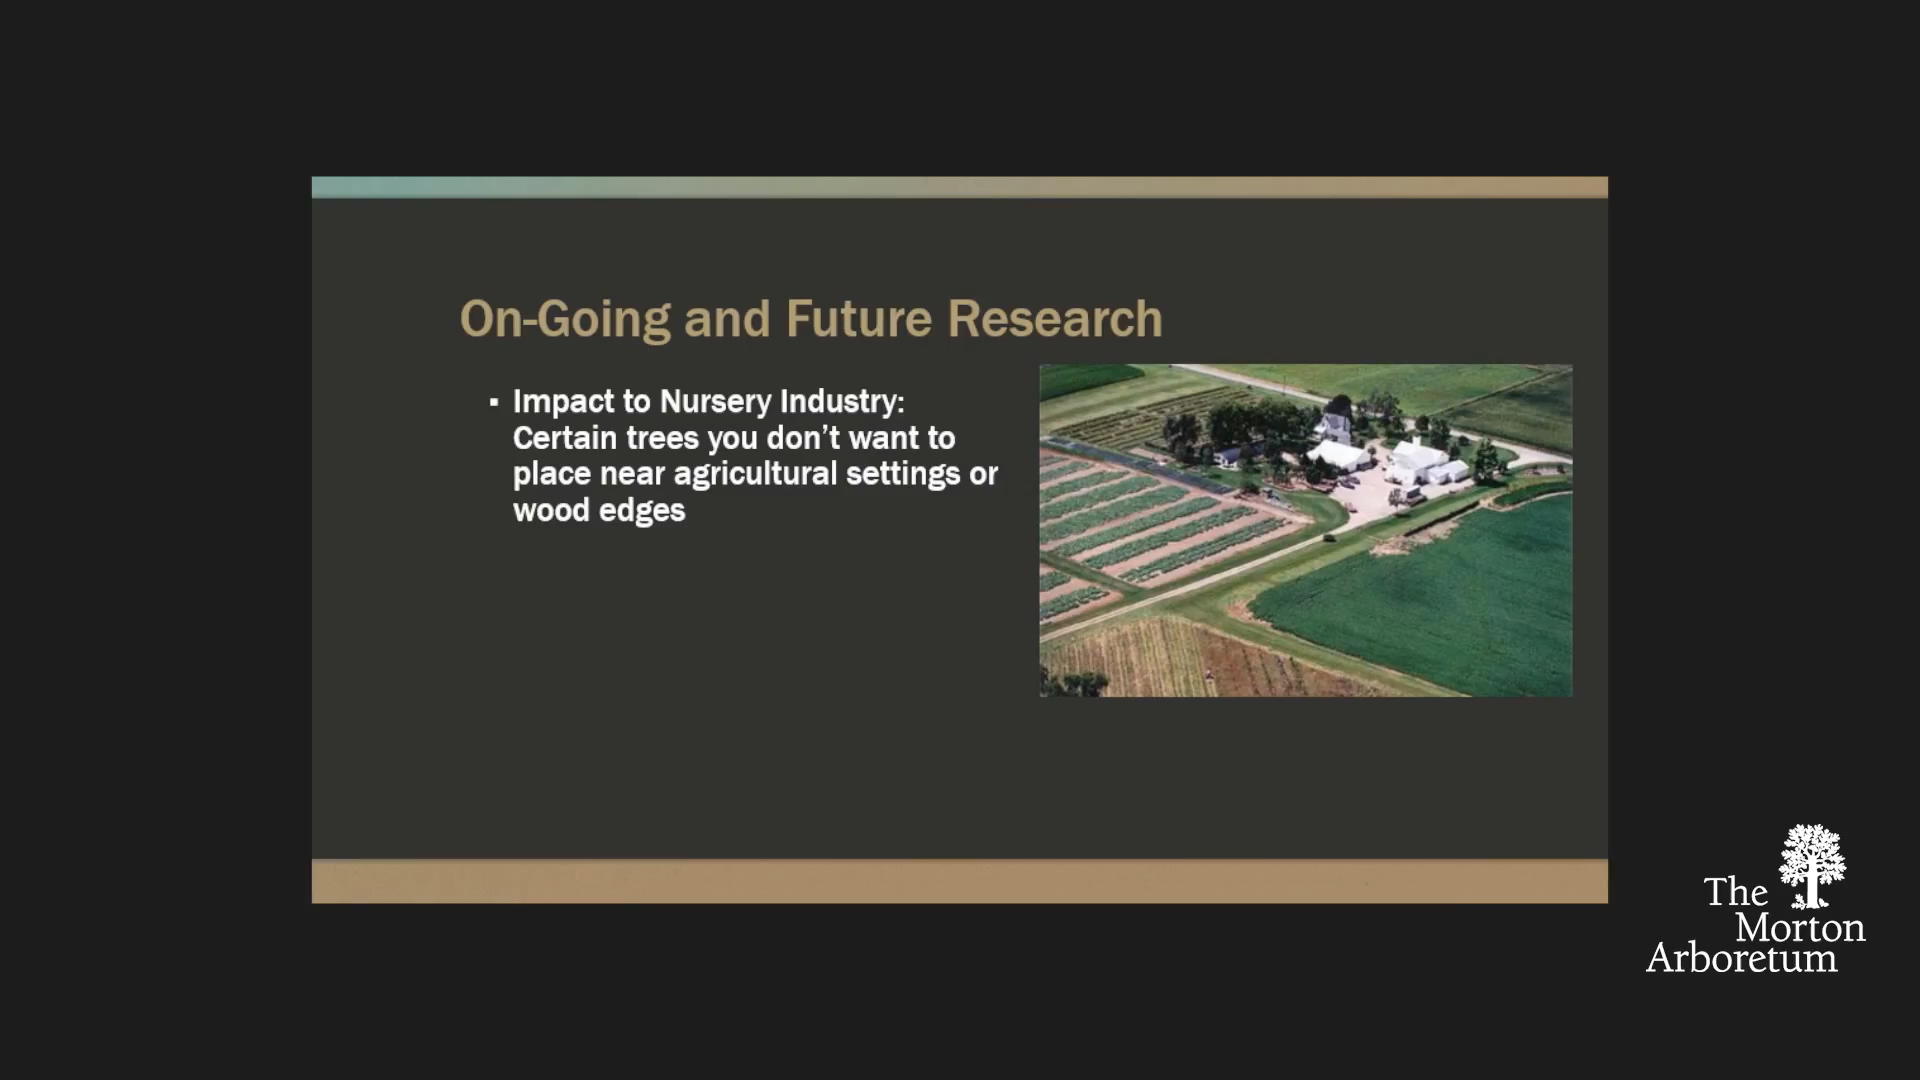 On-Going and Future Research
▪ Impact to Nursery Industry:
Certain trees you don’t want to
place near agricultural settings or
wood edges
The
Morton
Arboretum